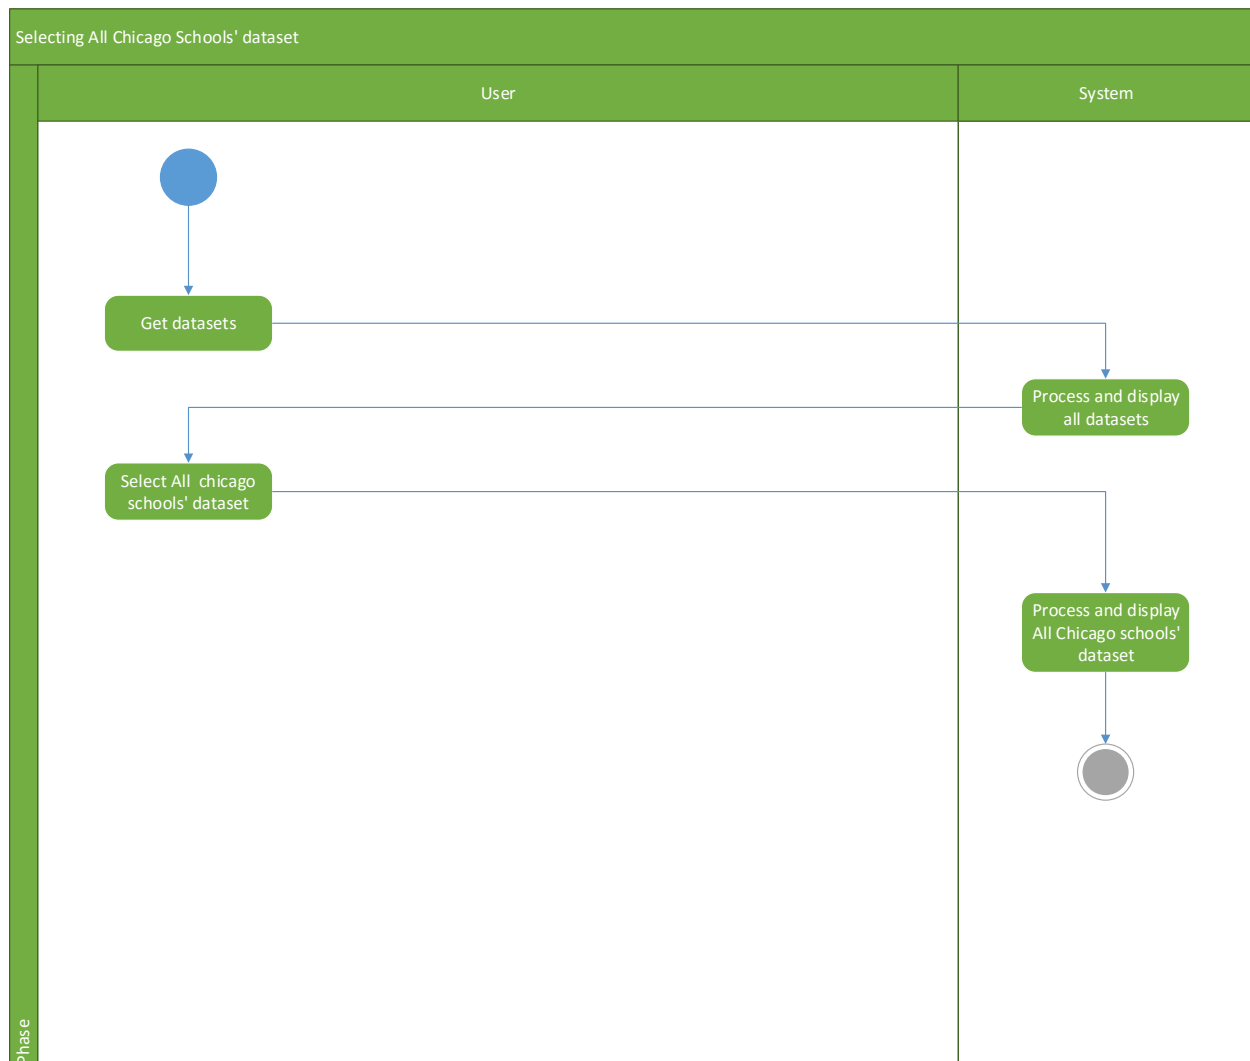 Selecting All Chicago Schools' dataset
User
System
Get datasets
Process and display
all datasets
Select All  chicago
schools' dataset
Process and display
All Chicago schools'
dataset
Phase